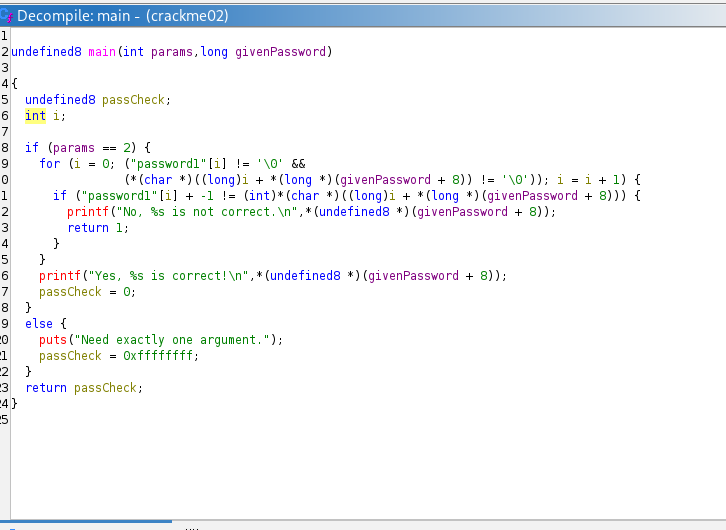 Decompile: main - (crackme02)
1
2 undefined8 main(int params,long givenPassword)
3
4 {
5 undefined8 passCheck;
6 int i;
7
8 if (params == 2) {
9 for (i = 0; ("password1"[i] != '\0' &&
0 (*(char *)((long)i + *(long *)(givenPassword + 8)) != '\0')); i = i + 1) {
1 if ("password1"[i] + -1 != (int)*(char *)((long)i + *(long *)(givenPassword + 8))) {
2 printf("No, %s is not correct.\n",*(undefined8 *)(givenPassword + 8));
3 return 1;
4 }
5 }
6 printf("Yes, %s is correct!\n",*(undefined8 *)(givenPassword + 8));
7 passCheck = 0;
8 }
9 else {
20 puts("Need exactly one argument.");
21 passCheck = 0xffffffff;
22 }
23 return passCheck;
24 }
25